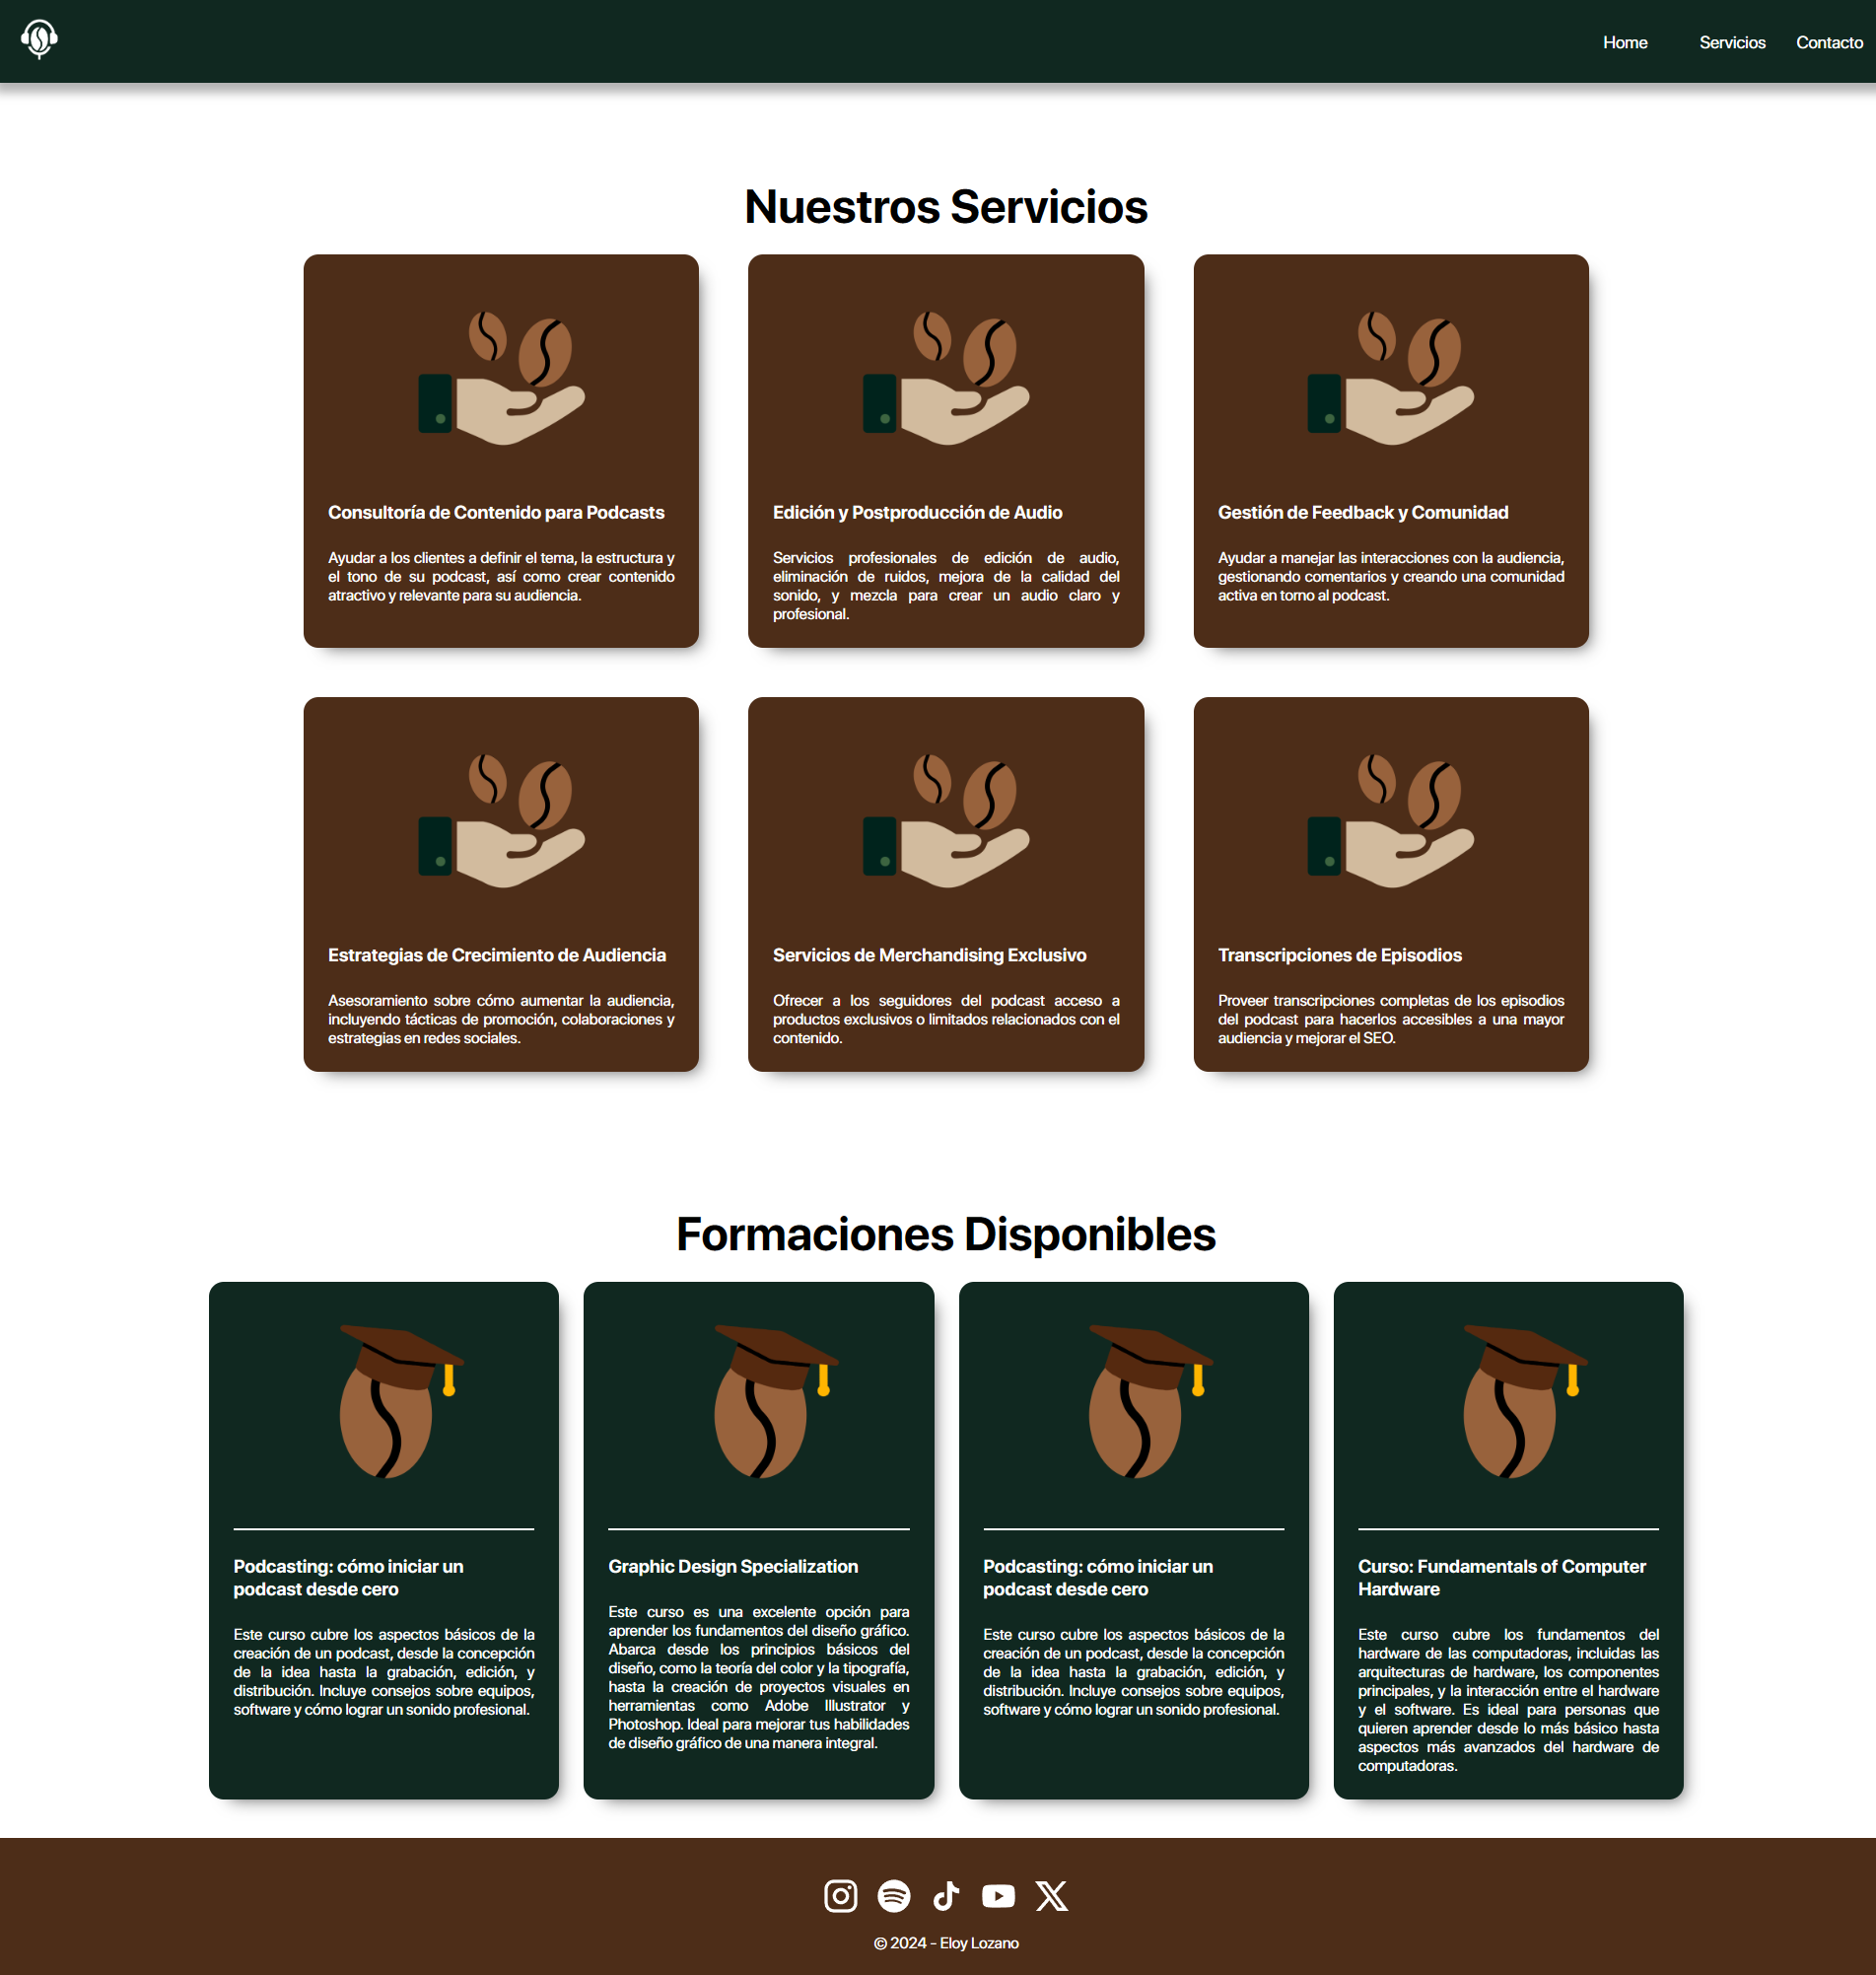 Home Servicios Contacto
Nuestros Servicios
Consultoría de Contenido para Podcasts
Ayudar a los clientes a definir el tema, la estructura y
el tono de su podcast, así como crear contenido
atractivo y relevante para su audiencia.
Edición y Postproducción de Audio
Servicios profesionales de edición de audio,
eliminación de ruidos, mejora de la calidad del
sonido, y mezcla para crear un audio claro y
profesional.
Gestión de Feedback y Comunidad
Ayudar a manejar las interacciones con la audiencia,
gestionando comentarios y creando una comunidad
activa en torno al podcast.
Estrategias de Crecimiento de Audiencia
Asesoramiento sobre cómo aumentar la audiencia,
incluyendo tácticas de promoción, colaboraciones y
estrategias en redes sociales.
Servicios de Merchandising Exclusivo
Ofrecer a los seguidores del podcast acceso a
productos exclusivos o limitados relacionados con el
contenido.
Transcripciones de Episodios
Proveer transcripciones completas de los episodios
del podcast para hacerlos accesibles a una mayor
audiencia y mejorar el SEO.
Formaciones Disponibles
Podcasting: cómo iniciar un
podcast desde cero
Este curso cubre los aspectos básicos de la
creación de un podcast, desde la concepción
de la idea hasta la grabación, edición, y
distribución. Incluye consejos sobre equipos,
software y cómo lograr un sonido profesional.
Graphic Design Specialization
Este curso es una excelente opción para
aprender los fundamentos del diseño gráfico.
Abarca desde los principios básicos del
diseño, como la teoría del color y la tipografía,
hasta la creación de proyectos visuales en
herramientas como Adobe Illustrator y
Photoshop. Ideal para mejorar tus habilidades
de diseño gráfico de una manera integral.
Podcasting: cómo iniciar un
podcast desde cero
Este curso cubre los aspectos básicos de la
creación de un podcast, desde la concepción
de la idea hasta la grabación, edición, y
distribución. Incluye consejos sobre equipos,
software y cómo lograr un sonido profesional.
Curso: Fundamentals of Computer
Hardware
Este curso cubre los fundamentos del
hardware de las computadoras, incluidas las
arquitecturas de hardware, los componentes
principales, y la interacción entre el hardware
y el software. Es ideal para personas que
quieren aprender desde lo más básico hasta
aspectos más avanzados del hardware de
computadoras.
© 2024 - Eloy Lozano